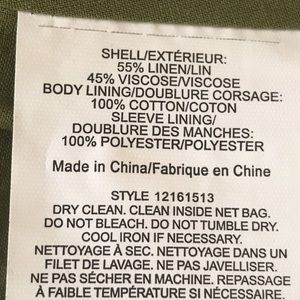 SHELL/EXTÉRIEUR:
55% LINEN/LIN
45% VISCOSE/VISCOSE
BODY LINING/DOUBLURE CORSAGE:
100% COTTON/COTON
SLEEVE LINING/
DOUBLURE DES MANCHES:
100% POLYESTER/POLYESTER
Made in China/Fabrique en Chine
STYLE 12161513
DRY CLEAN. CLEAN INSIDE NET BAG.
DO NOT BLEACH. DO NOT TUMBLE DRY.
COOL IRON IF NECESSARY.
NETTOYAGE À SEC. NETTOYAGE DANS UN
FILET DE LAVAGE. NE PAS JAVELLISER.
NE PAS SÉCHER EN MACHINE. REPASSAGE
À FAIBLE TEMPÉRATURE SI NÉCESSAIRE.